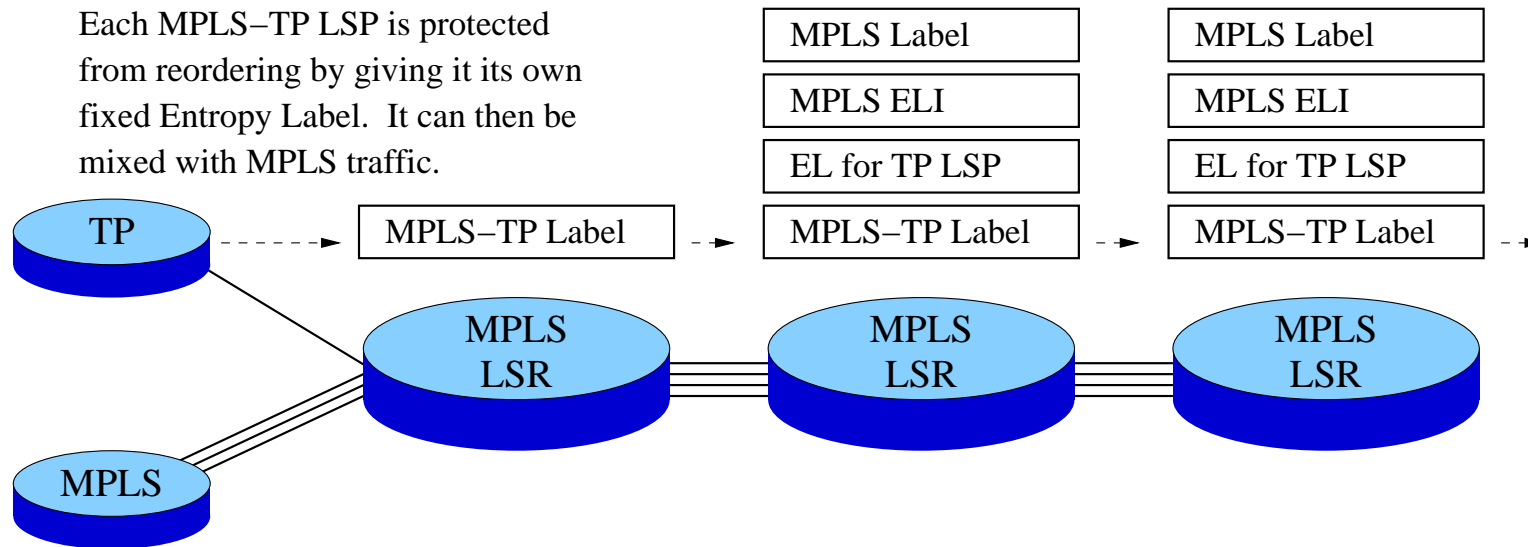 Each MPLS−TP LSP is protected
from reordering by giving it its own
fixed Entropy Label.  It can then be
mixed with MPLS traffic.
MPLS Label
MPLS ELI
EL for TP LSP
MPLS−TP Label
MPLS Label
MPLS ELI
EL for TP LSP
MPLS−TP Label
TP
MPLS−TP Label
MPLS
LSR
MPLS
LSR
MPLS
LSR
MPLS